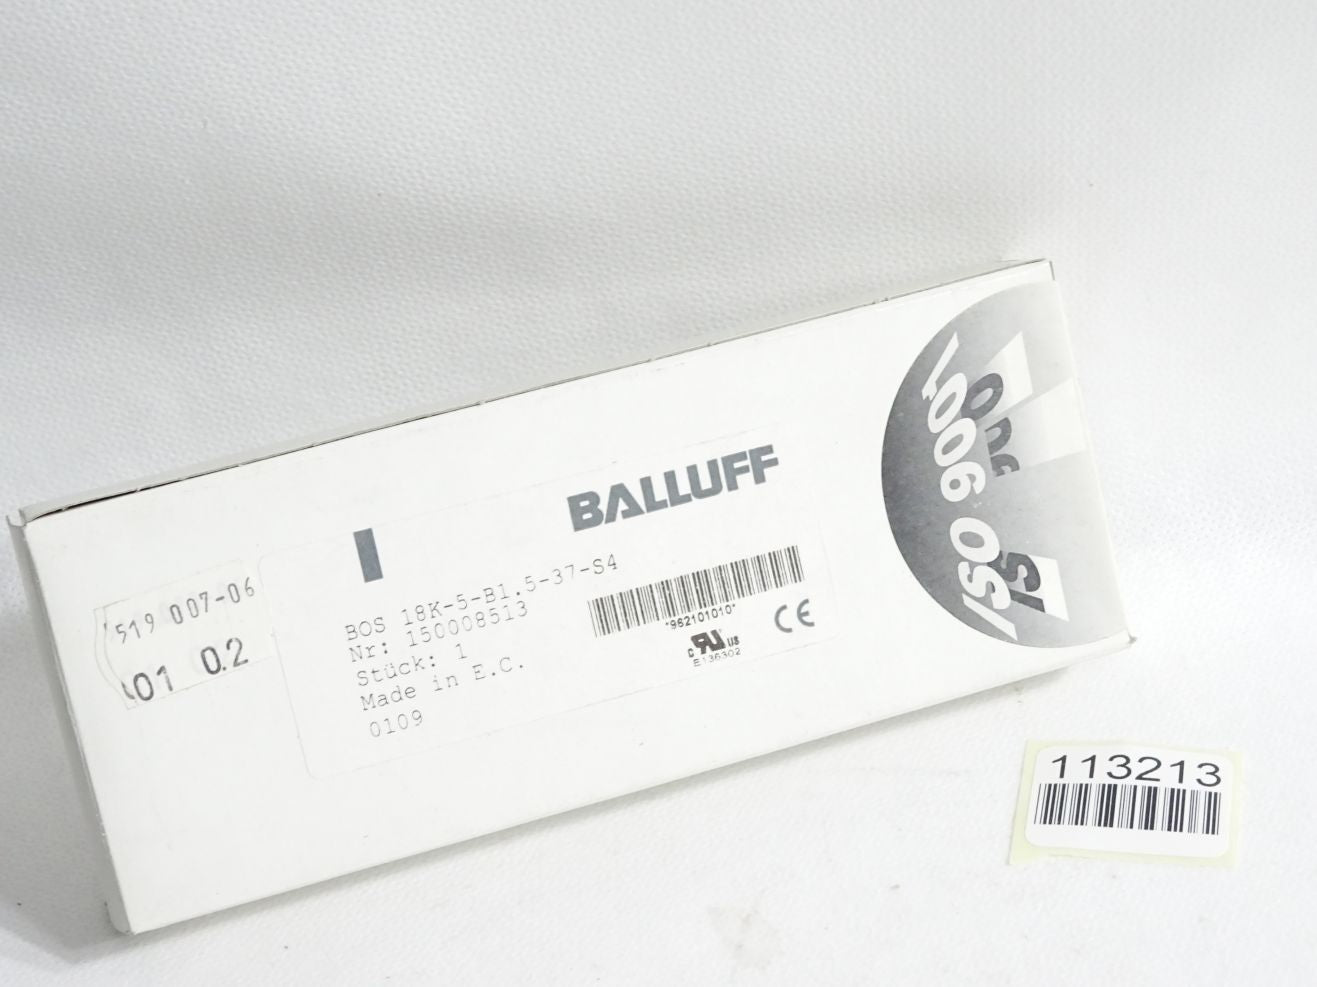 BALLUFF
BOS 18K-5-B1.5-37-S4
Nr: 150008513
Stück: 1
Made in E.C.
0109
*962101010*
c US
E136302
CE
519 007-06
01 0.2
ISO 9001
113213